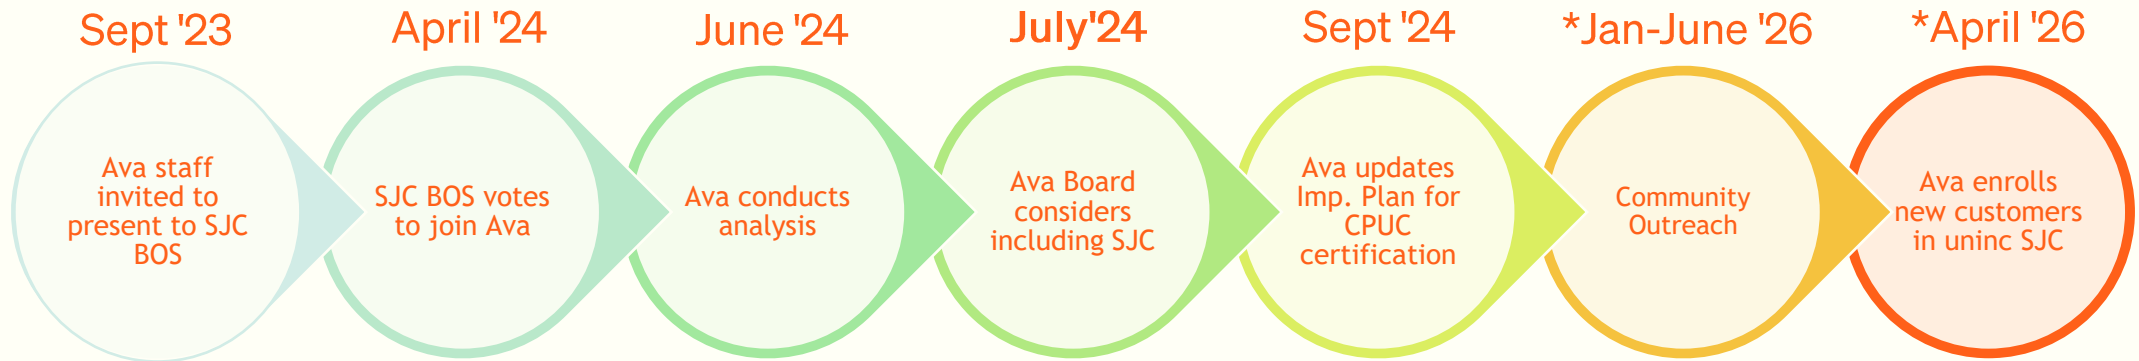 Sept '23
April '24
June '24
July'24
Sept '24
*Jan-June '26
*April '26
Ava staff
invited to
present to SJC
BOS
SJC BOS votes
to join Ava
Ava conducts
analysis
Ava Board
considers
including SJC
Ava updates
Imp. Plan for
CPUC
certification
Community
Outreach
Ava enrolls
new customers
in uninc SJC